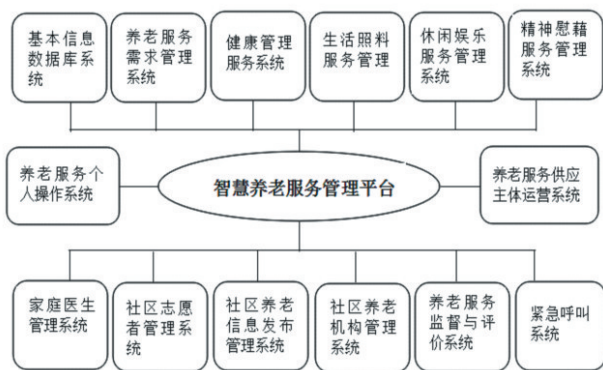 基本信息
数据库系
统
养老服务
需求管理
系统
健康管理
服务系统
生活照料
服务管理
休闲娱乐
服务管理
系统
精神慰藉
服务管理
系统
养老服务个
人操作系统
智慧养老服务管理平台
养老服务供应
主体运营系统
家庭医生
管理系统
社区志愿
者管理系
统
社区养老
信息发布
管理系统
社区养老
机构管理
系统
养老服务
监督与评
价系统
紧急呼叫
系统